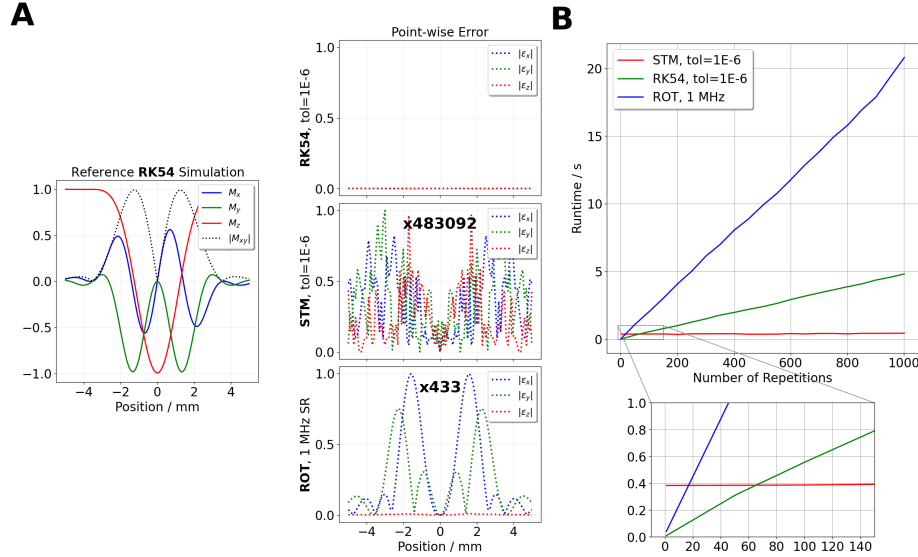 A
B
Reference RK54 Simulation
1.0
0.5
0.0
−0.5
−1.0
−4
−2
0
2
4
Position / mm
Mx
My
Mz
|Mxy|
Point-wise Error
RK54, tol=1E-6
1.0
0.5
0.0
|εx|
|εy|
|εz|
STM, tol=1E-6
1.0
0.5
0.0
x483092
|εx|
|εy|
|εz|
ROT, 1 MHz SR
1.0
0.5
0.0
x433
|εx|
|εy|
|εz|
−4
−2
0
2
4
Position / mm
STM, tol=1E-6
RK54, tol=1E-6
ROT, 1 MHz
Runtime / s
20
15
10
5
0
0
200
400
600
800
1000
Number of Repetitions
1.0
0.8
0.6
0.4
0.2
0.0
0
20
40
60
80
100
120
140